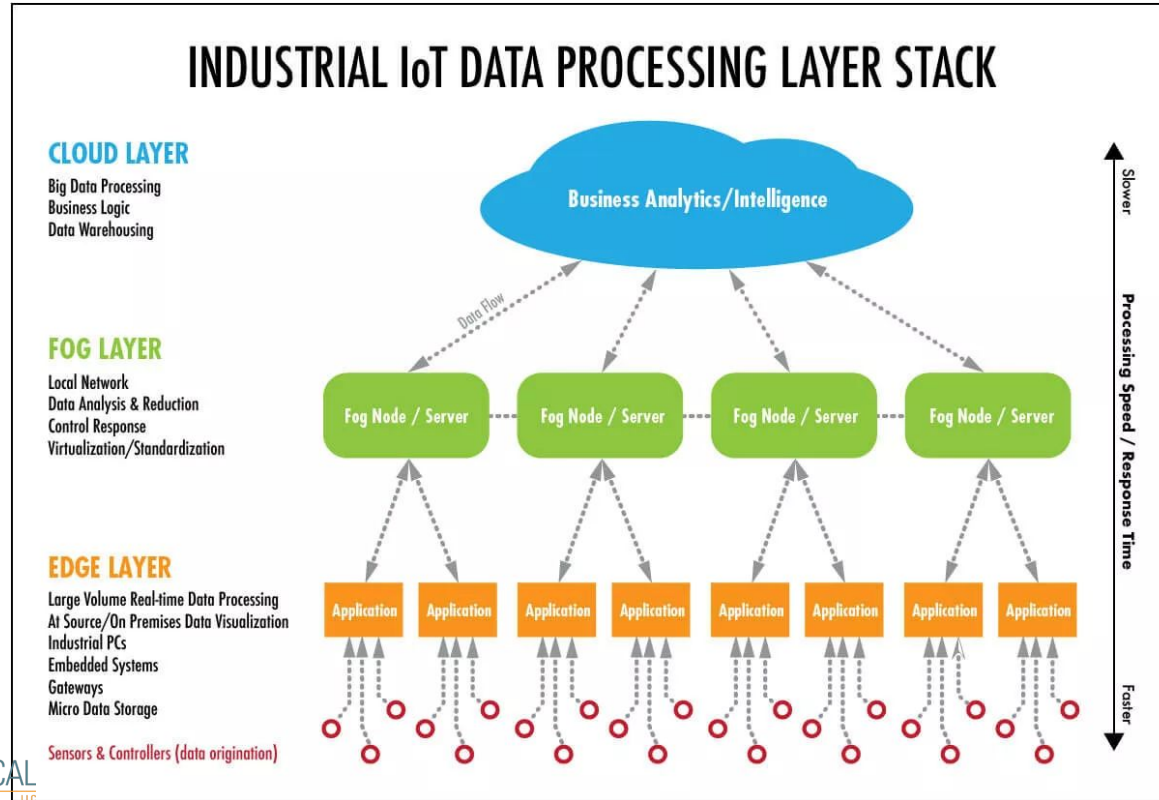 INDUSTRIAL IoT DATA PROCESSING LAYER STACK
CLOUD LAYER
Big Data Processing
Business Logic
Data Warehousing
Business Analytics/Intelligence
Slower
Data Flow
Processing Speed / Response Time
FOG LAYER
Local Network
Data Analysis & Reduction
Control Response
Virtualization/Standardization
Fog Node / Server
Fog Node / Server
Fog Node / Server
Fog Node / Server
EDGE LAYER
Large Volume Real-time Data Processing
At Source/On Premises Data Visualization
Industrial PCs
Embedded Systems
Gateways
Micro Data Storage
Application
Application
Application
Application
Application
Application
Application
Application
Faster
Sensors & Controllers (data origination)